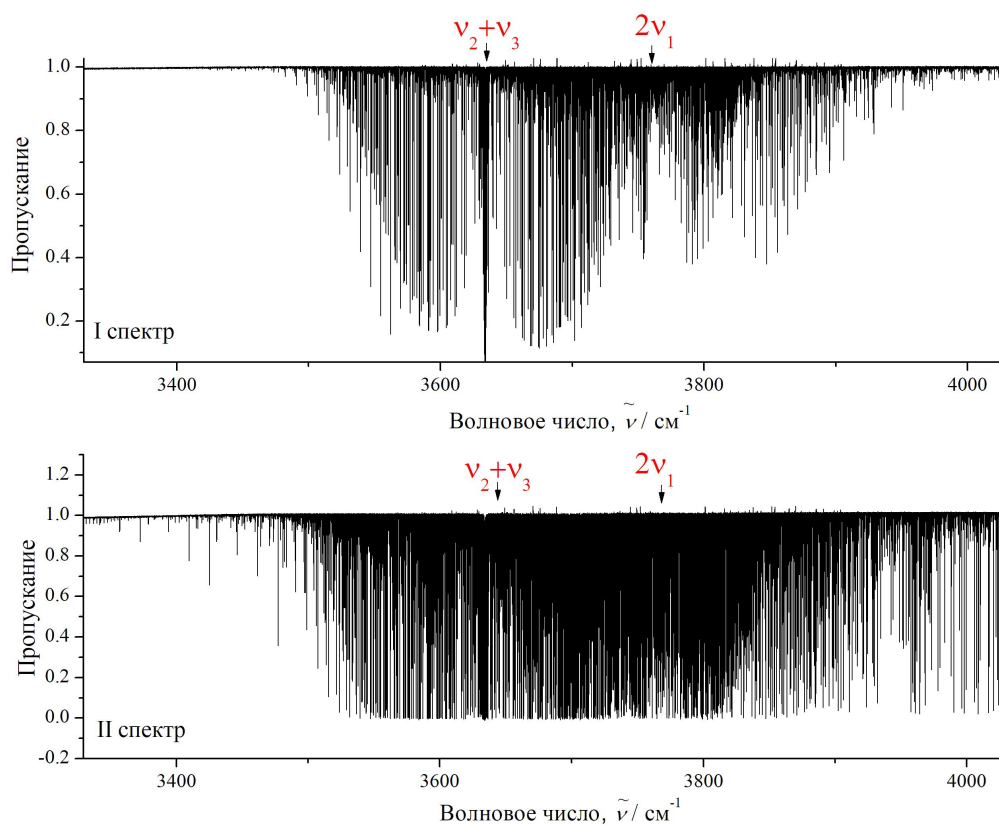 ν₂+ν₃ 2ν₁
1.0
0.8
0.6
0.4
0.2
Пропускание
I спектр
3400 3600 3800 4000
Волновое число, ν̃ / см⁻¹
ν₂+ν₃ 2ν₁
1.2
1.0
0.8
0.6
0.4
0.2
0.0
-0.2
Пропускание
II спектр
3400 3600 3800 4000
Волновое число, ν̃ / см⁻¹